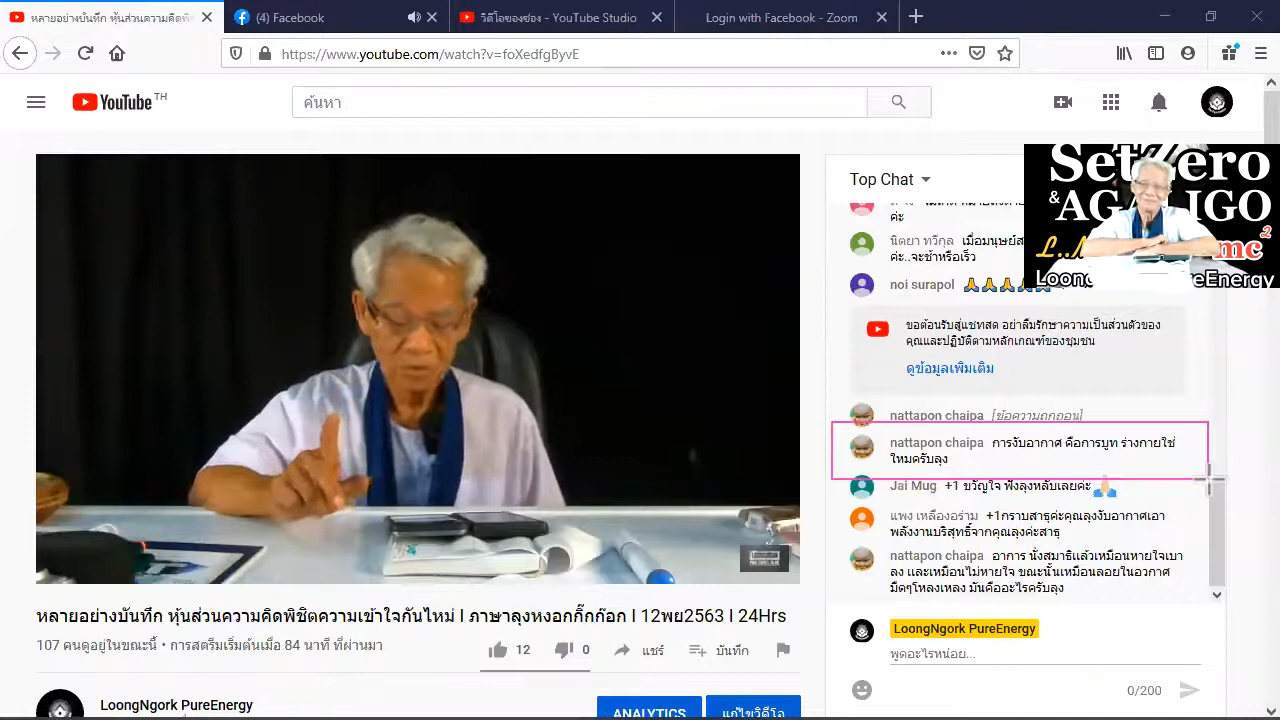 หลายอย่างบันทึก หุ้นส่วนความคิดพิชิ
(4) Facebook
วิดีโอของช่อง - YouTube Studio
Login with Facebook - Zoom
https://www.youtube.com/watch?v=foXedfgByvE
YouTube TH
ค้นหา
Top Chat
SetZero
& AGALIGO
mc2
LoongNgork PureEnergy
ค่ะ
นิตยา ทวีกุล เมื่อมนุษย์ส
ค่ะ..จะช้าหรือเร็ว
noi surapol 🙏🙏🙏🙏🙏
ขอต้อนรับสู่แชทสด อย่าลืมรักษาความเป็นส่วนตัวของ
คุณและปฏิบัติตามหลักเกณฑ์ของชุมชน
ดูข้อมูลเพิ่มเติม
nattapon chaipa [ข้อความถูกถอน]
nattapon chaipa การงับอากาศ คือการบูท ร่างกายใช่
ใหมครับลุง
Jai Mug +1 ขวัญใจ ฟังลุงหลับเลยค่ะ 🙏🏻
แพง เหลืองอร่าม +1กราบสาธุค่ะคุณลุงงับอากาศเอา
พลังงานบริสุทธิ์จากคุณลุงค่ะสาธุ
nattapon chaipa อาการ นั่งสมาธิแล้วเหมือนหายใจเบา
ลุง และเหมือนไม่หายใจ ขณะนั้นเหมือนลอยในอวกาศ
มืดๆโหลงเหลง มันคืออะไรครับลุง
LoongNgork PureEnergy
พูดอะไรหน่อย...
0/200
หลายอย่างบันทึก หุ้นส่วนความคิดพิชิตความเข้าใจกันไหม่ I ภาษาลุงหงอกกิ๊กก๊อก I 12พย2563 I 24Hrs
107 คนดูอยู่ในขณะนี้ • การสตรีมเริ่มต้นเมื่อ 84 นาที ที่ผ่านมา
12
0
แชร์
บันทึก
LoongNgork PureEnergy
ANALYTICS
แก้ไขวิดีโอ